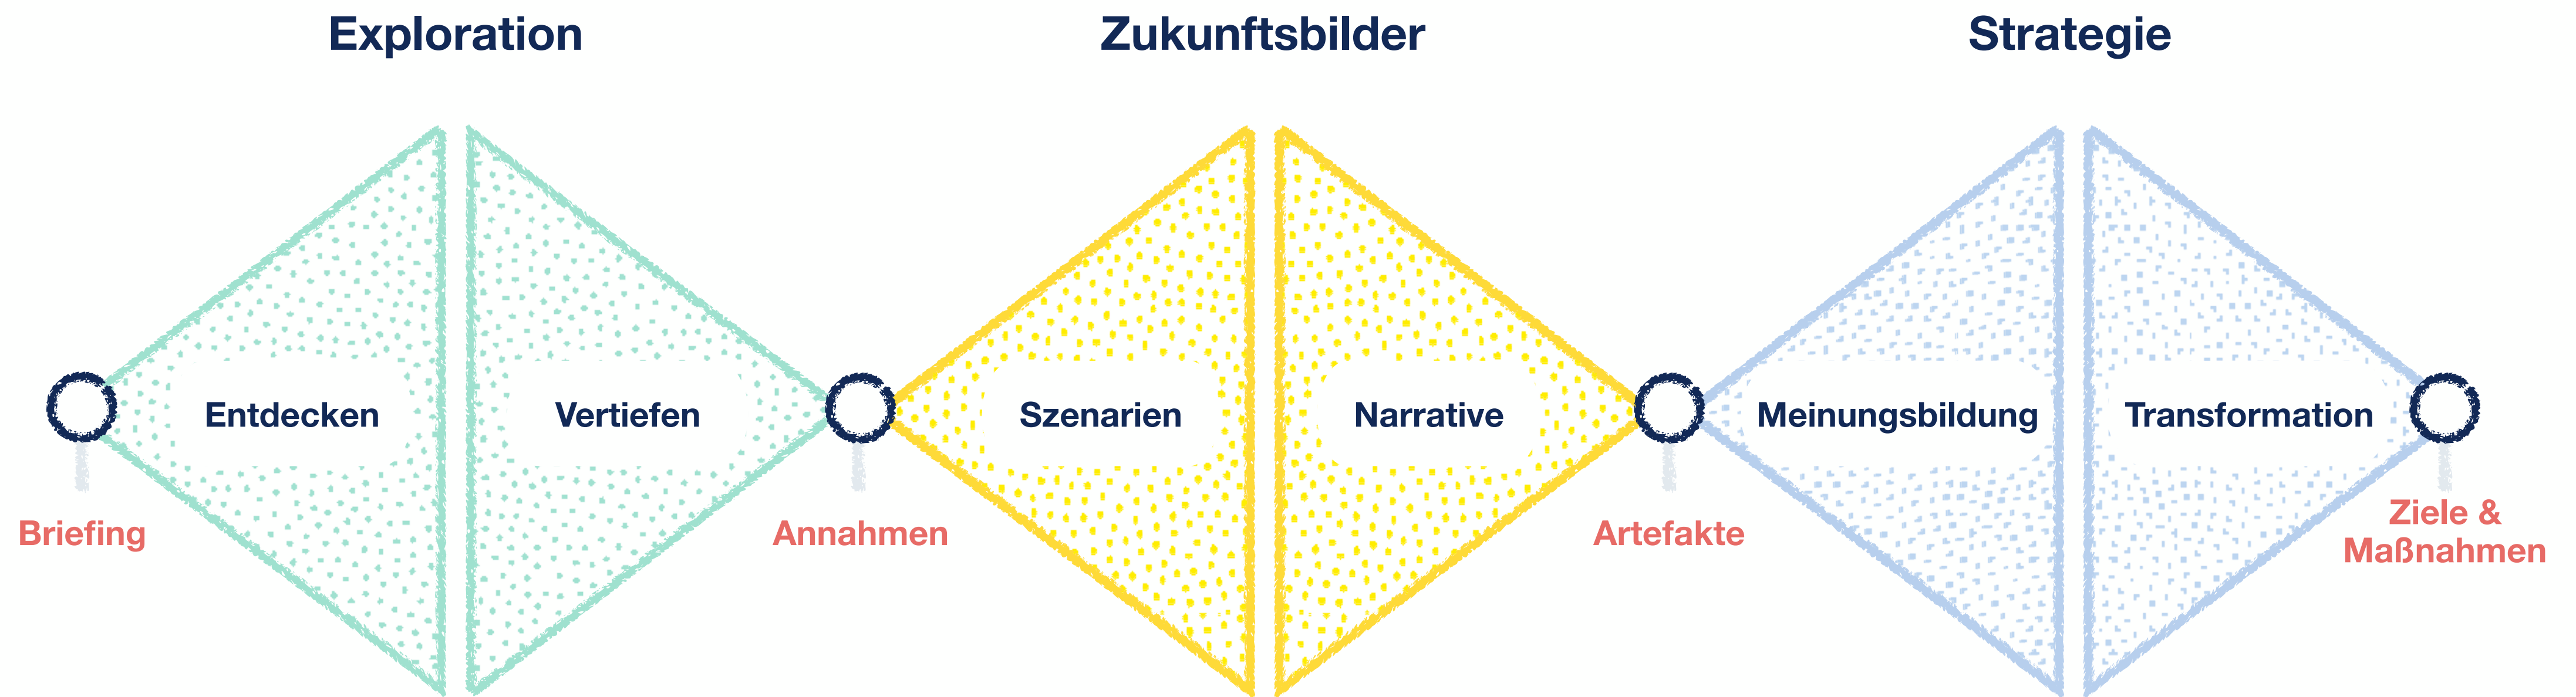 Exploration
Zukunftsbilder
Strategie
Entdecken
Vertiefen
Szenarien
Narrative
Meinungsbildung
Transformation
Briefing
Annahmen
Artefakte
Ziele &
Maßnahmen